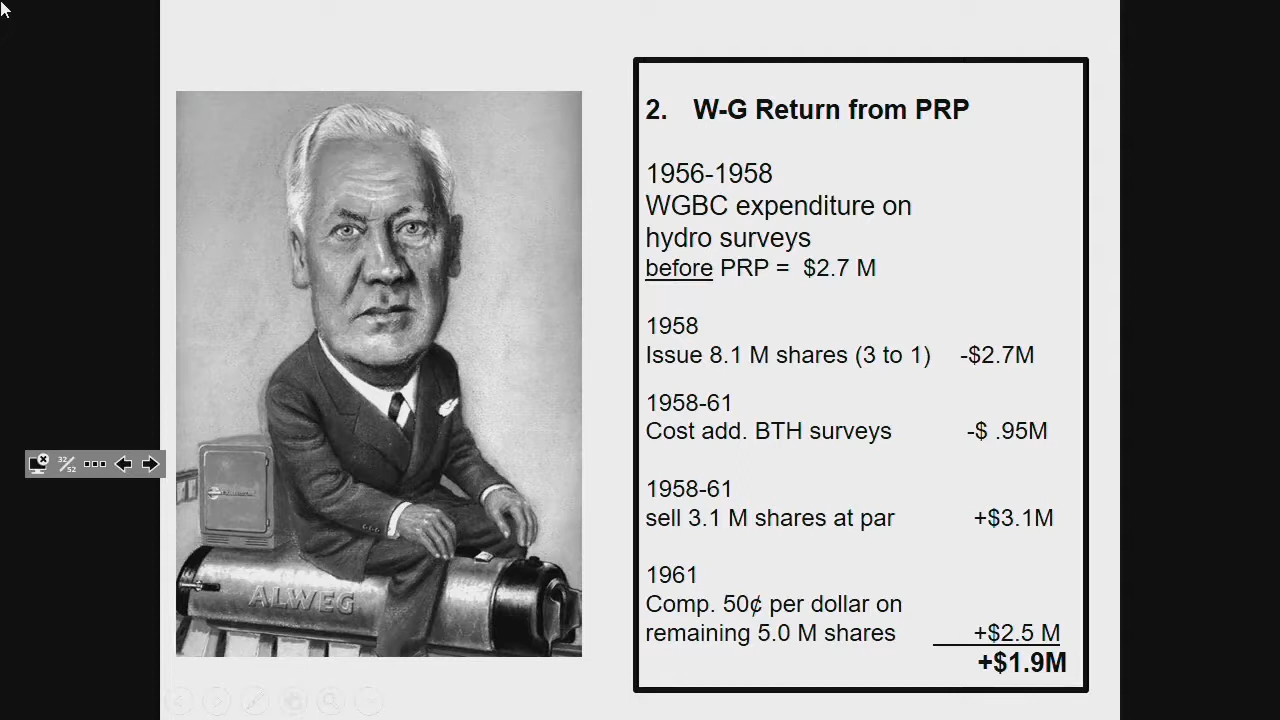 2. W-G Return from PRP
1956-1958
WGBC expenditure on
hydro surveys
before PRP = $2.7 M
1958
Issue 8.1 M shares (3 to 1) -$2.7M
1958-61
Cost add. BTH surveys -$ .95M
1958-61
sell 3.1 M shares at par +$3.1M
1961
Comp. 50¢ per dollar on
remaining 5.0 M shares +$2.5 M
+$1.9M
ALWEG
32/52